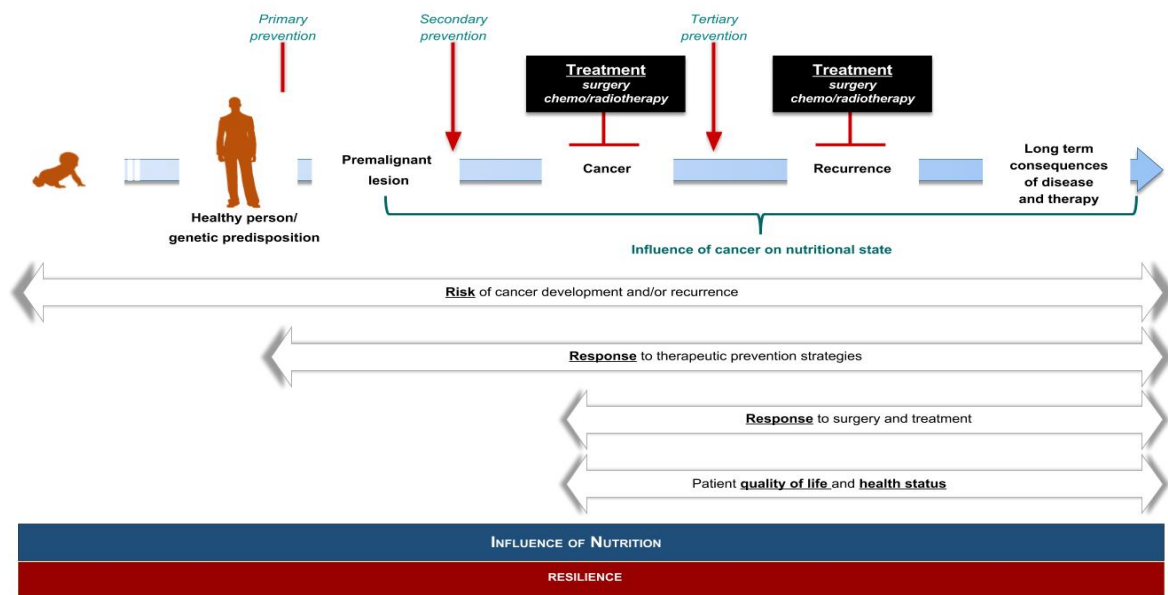 Primary
prevention
Secondary
prevention
Tertiary
prevention
Treatment
surgery
chemo/radiotherapy
Treatment
surgery
chemo/radiotherapy
Healthy person/
genetic predisposition
Premalignant
lesion
Cancer
Recurrence
Long term
consequences
of disease
and therapy
Influence of cancer on nutritional state
Risk of cancer development and/or recurrence
Response to therapeutic prevention strategies
Response to surgery and treatment
Patient quality of life and health status
INFLUENCE OF NUTRITION
RESILIENCE